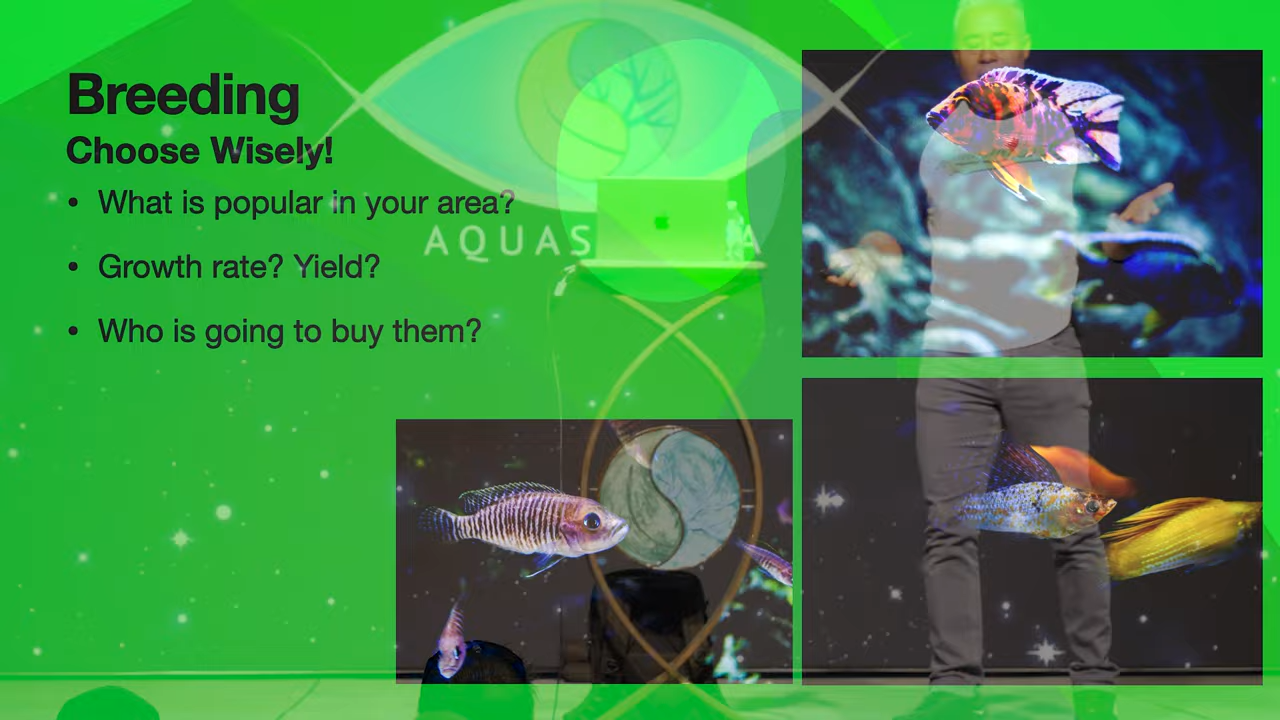 Breeding
Choose Wisely!
• What is popular in your area?
• Growth rate? Yield?
• Who is going to buy them?